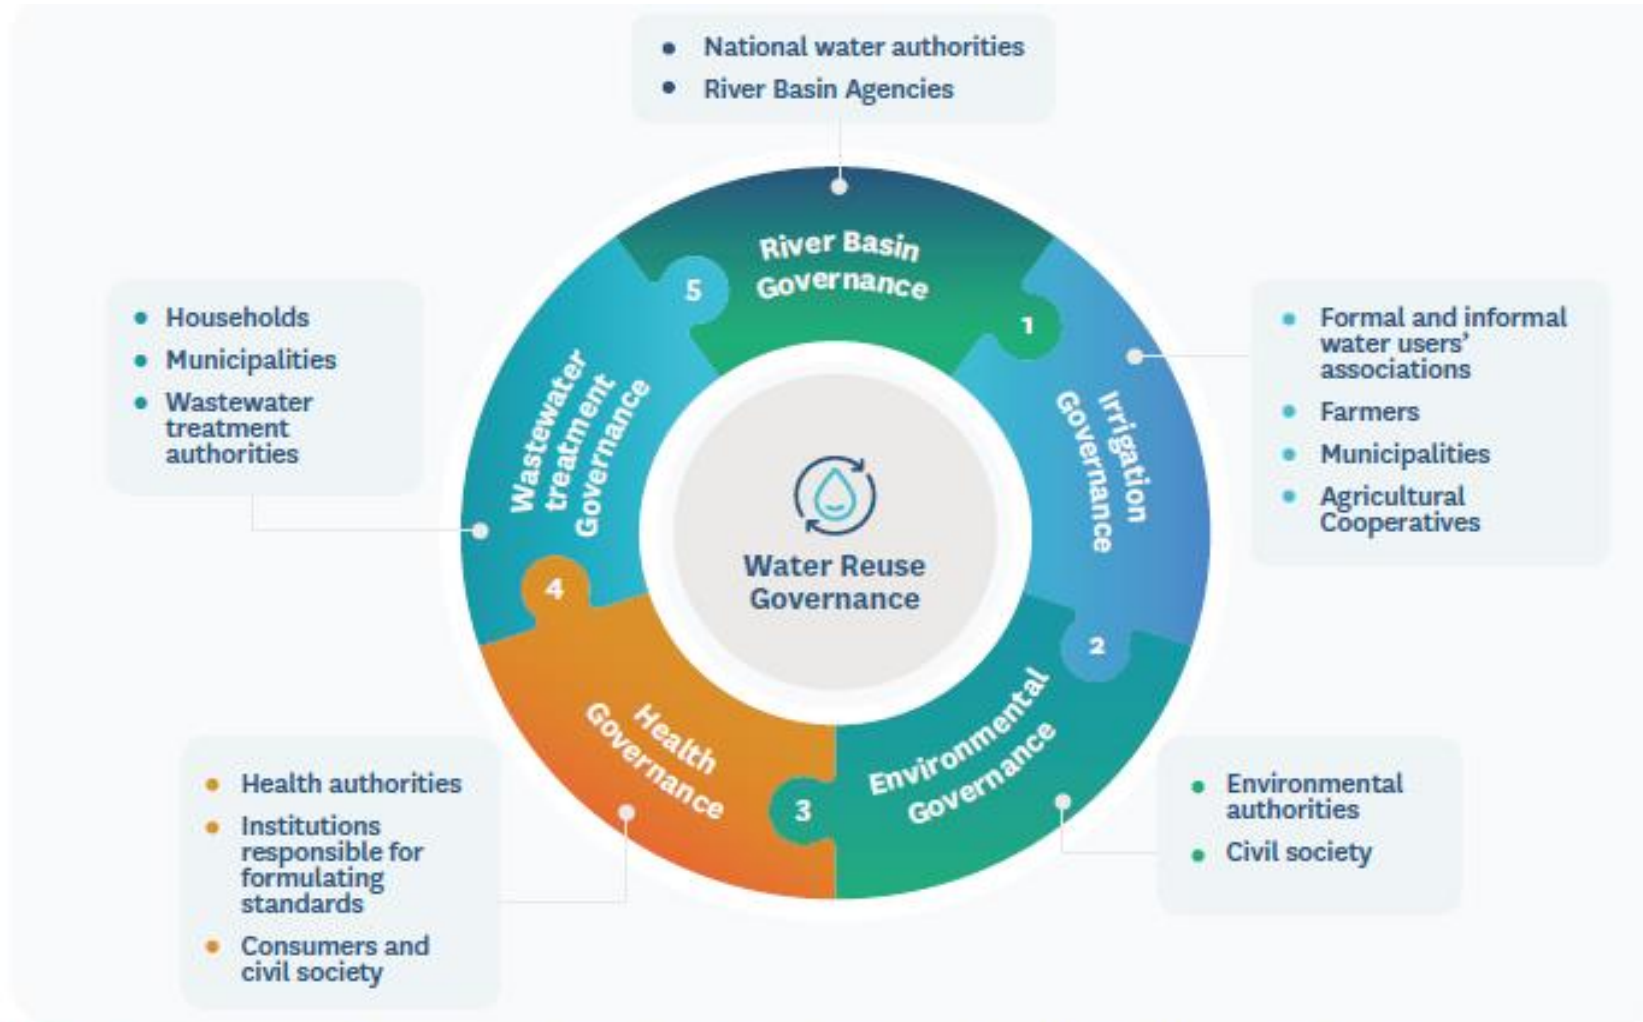 National water authorities
River Basin Agencies
River Basin
Governance
5
1
Households
Municipalities
Wastewater
treatment
authorities
Wastewater
treatment
Governance
Irrigation
Governance
Formal and informal
water users’
associations
Farmers
Municipalities
Agricultural
Cooperatives
Water Reuse
Governance
4
2
Health
Governance
3
Environmental
Governance
Health authorities
Institutions
responsible for
formulating
standards
Consumers and
civil society
Environmental
authorities
Civil society